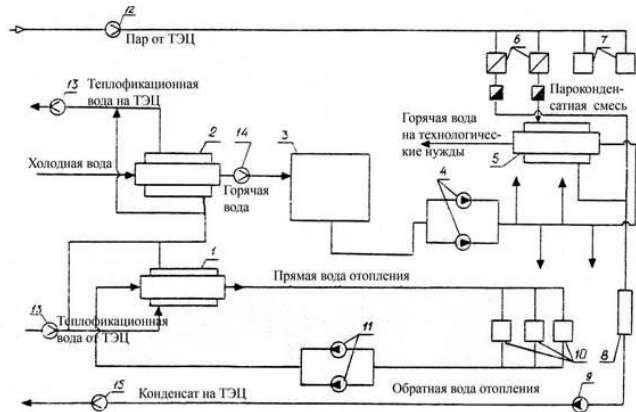 12
Пар от ТЭЦ
6
7
13
Теплофикационная
вода на ТЭЦ
Пароконден-
сатная смесь
Горячая вода
на технологиче-
ские нужды
5
2
14
3
Холодная вода
Горячая
вода
4
1
Прямая вода отопления
13
Теплофикационная
вода от ТЭЦ
11
10
8
15
Конденсат на ТЭЦ
Обратная вода отопления
9